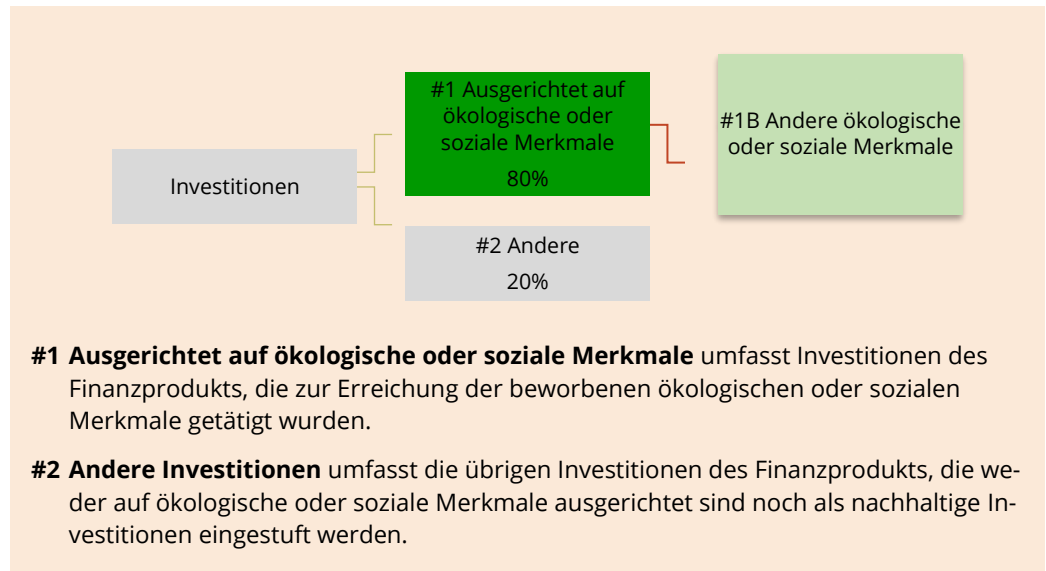 #1 Ausgerichtet auf
ökologische oder
soziale Merkmale
80%
#1B Andere ökologische
oder soziale Merkmale
Investitionen
#2 Andere
20%
#1 Ausgerichtet auf ökologische oder soziale Merkmale umfasst Investitionen des
Finanzprodukts, die zur Erreichung der beworbenen ökologischen oder sozialen
Merkmale getätigt wurden.
#2 Andere Investitionen umfasst die übrigen Investitionen des Finanzprodukts, die we-
der auf ökologische oder soziale Merkmale ausgerichtet sind noch als nachhaltige In-
vestitionen eingestuft werden.